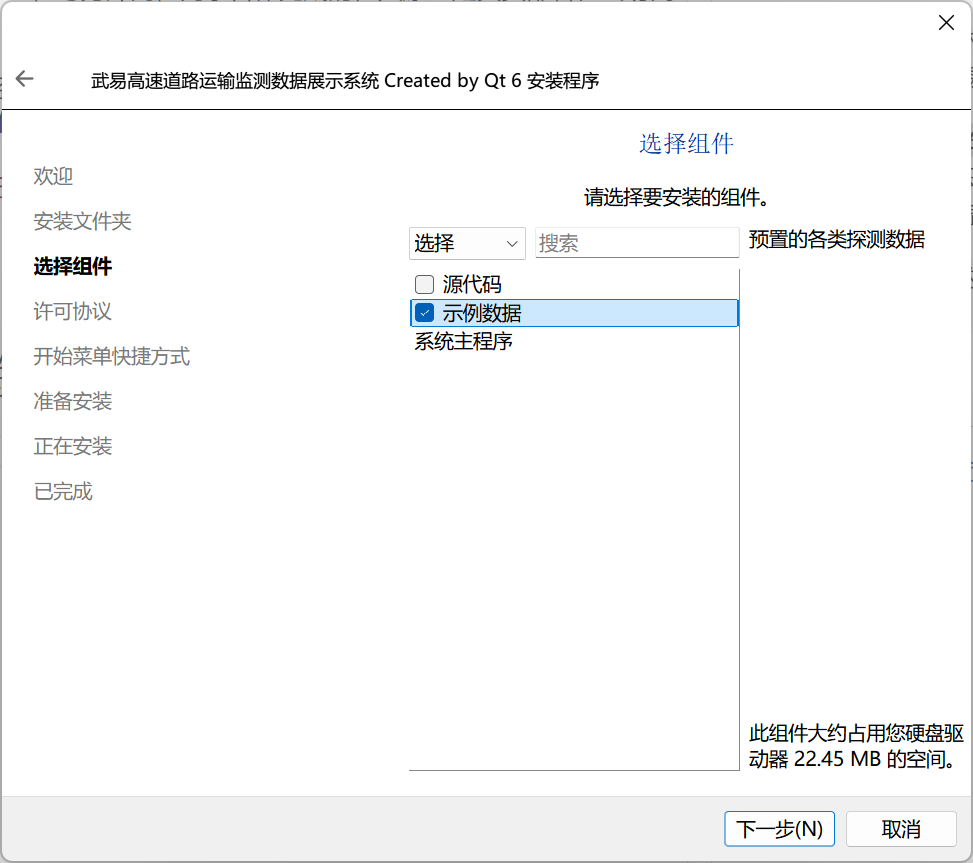 武易高速道路运输监测数据展示系统 Created by Qt 6 安装程序
欢迎
安装文件夹
选择组件
许可协议
开始菜单快捷方式
准备安装
正在安装
已完成
选择组件
请选择要安装的组件。
选择
搜索
预置的各类探测数据
源代码
示例数据
系统主程序
此组件大约占用您硬盘驱
动器 22.45 MB 的空间。
下一步(N)
取消